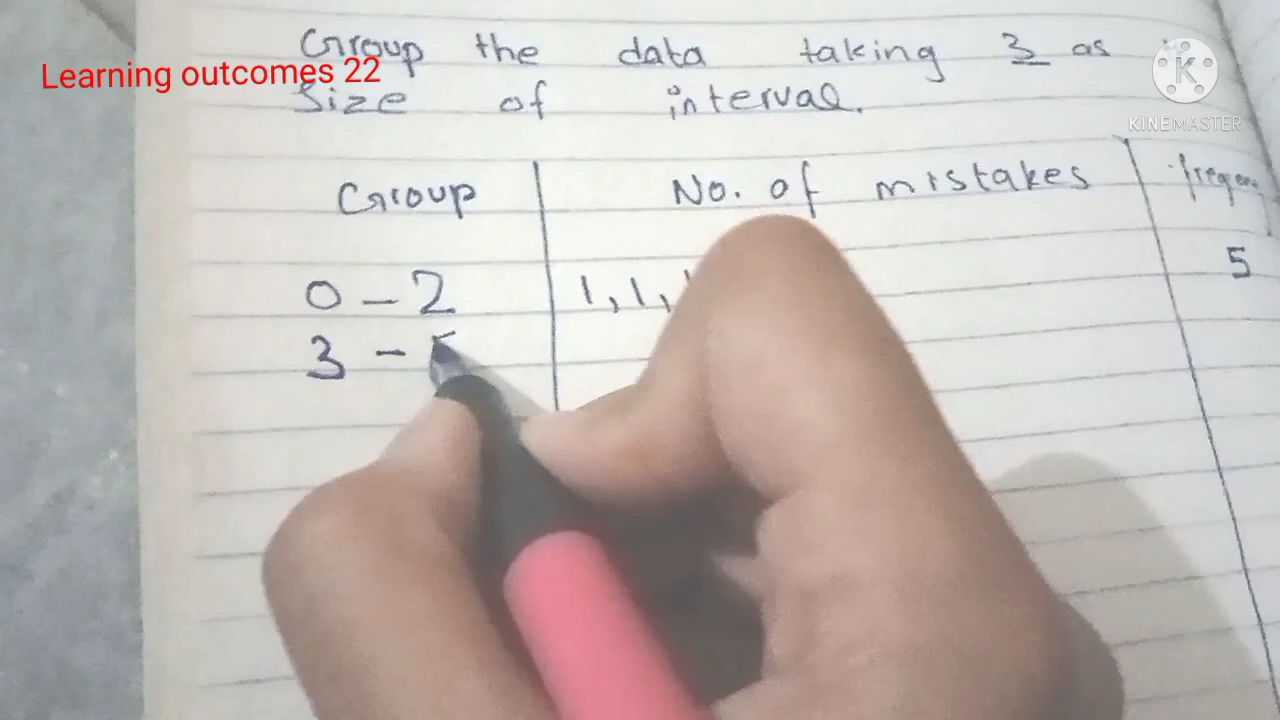 Group the data taking 3 as
Learning outcomes 22
Size of interval.
KINEMASTER
Group No. of mistakes
0 - 2 1, 1, 5
3 - 5